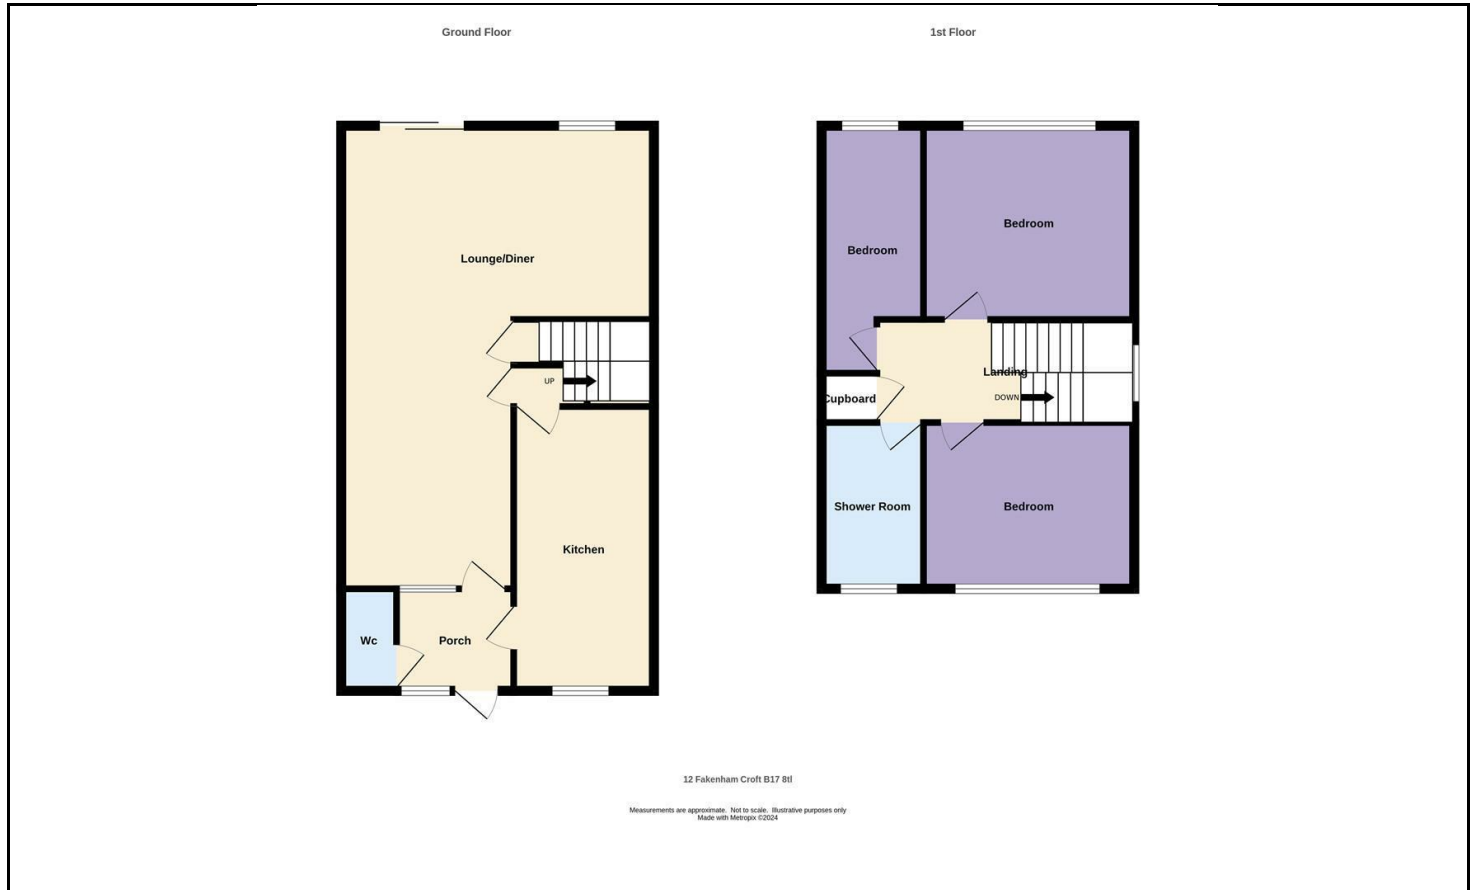 Ground Floor
1st Floor
Lounge/Diner
UP
Kitchen
Wc
Porch
Bedroom
Bedroom
Landing
DOWN
Cupboard
Shower Room
Bedroom
12 Fakenham Croft B17 8tl
Measurements are approximate. Not to scale. Illustrative purposes only
Made with Metropix ©2024